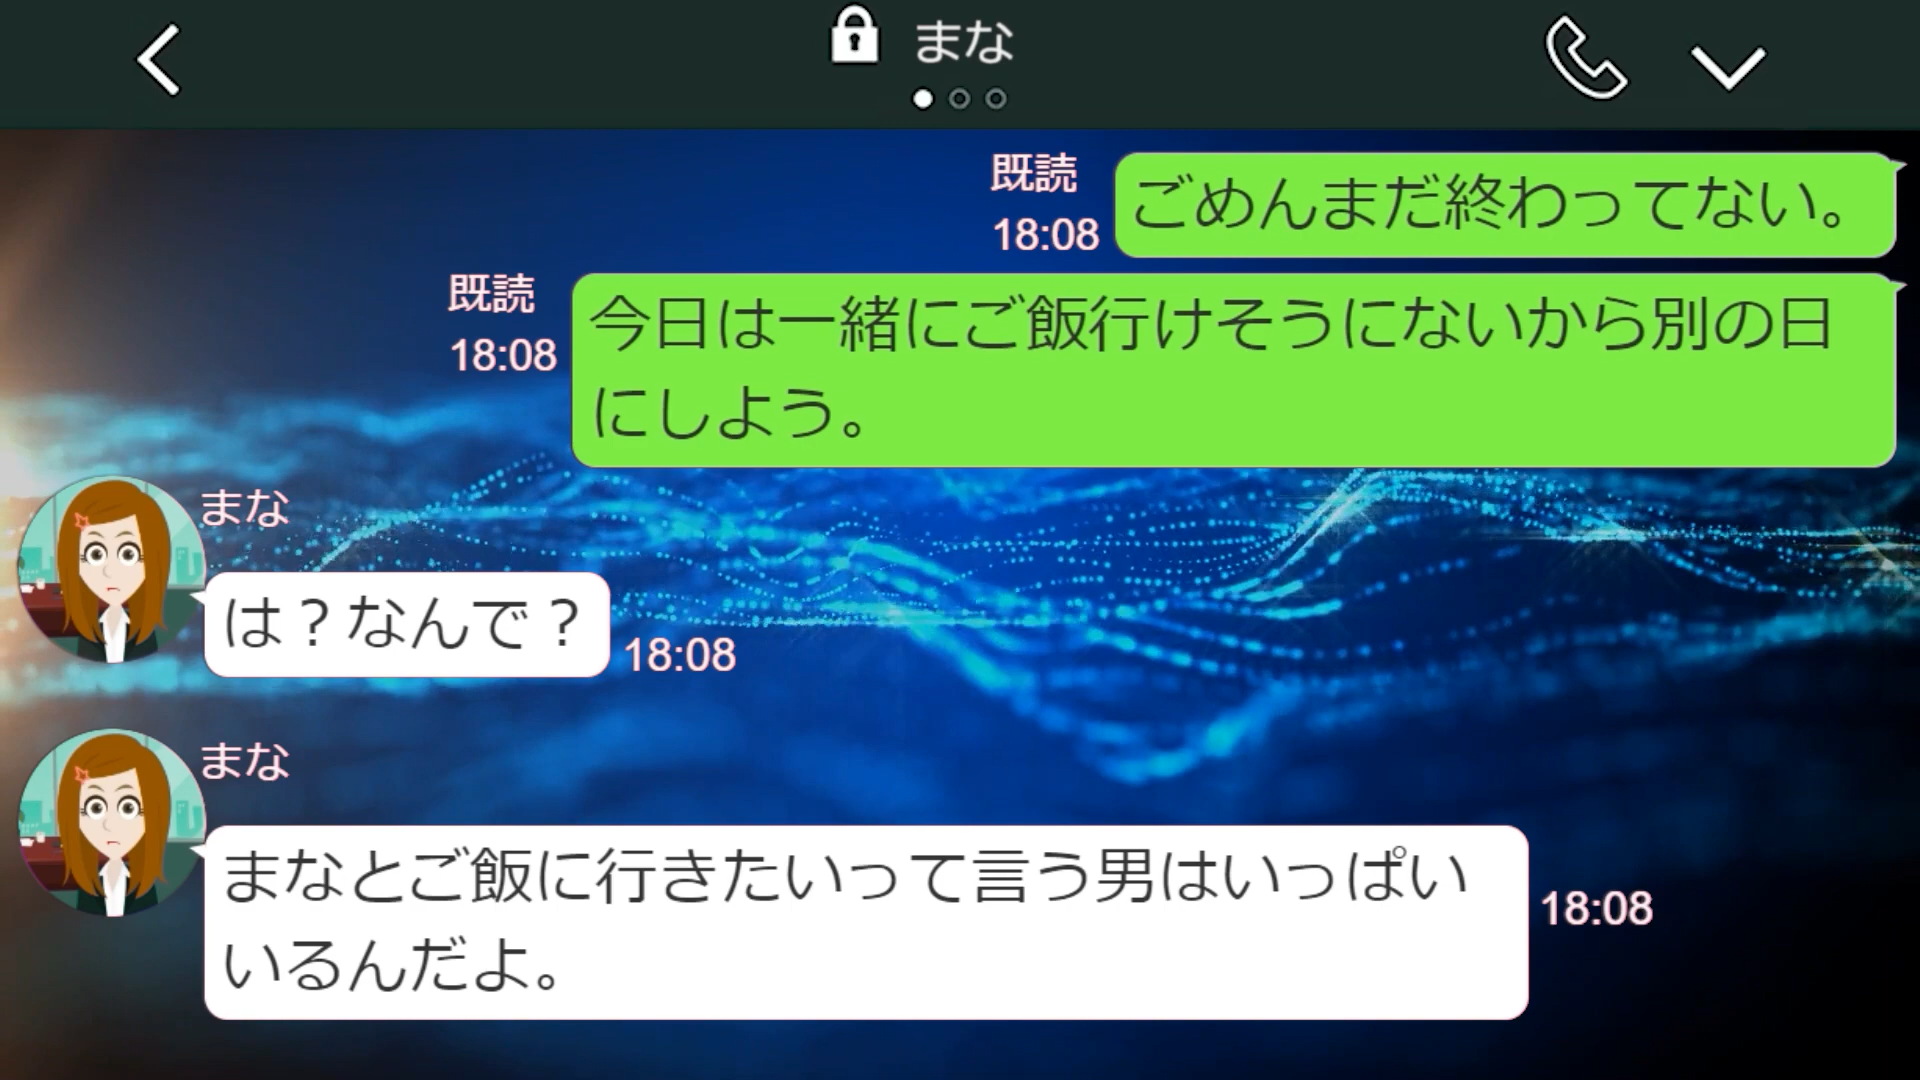 まな
既読
18:08
ごめんまだ終わってない。
既読
18:08
今日は一緒にご飯行けそうにないから別の日
にしよう。
まな
は？なんで？
18:08
まな
まなとご飯に行きたいって言う男はいっぱい
いるんだよ。
18:08